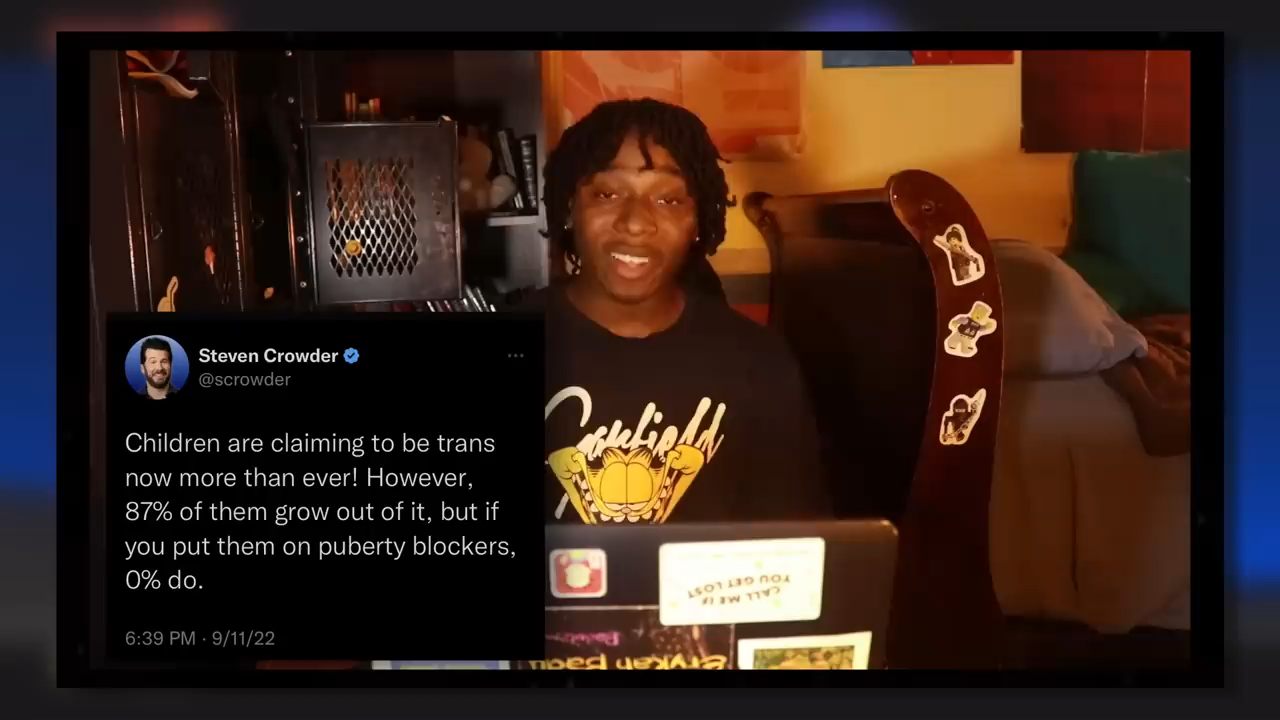 Steven Crowder
@scrowder
Children are claiming to be trans
now more than ever! However,
87% of them grow out of it, but if
you put them on puberty blockers,
0% do.
6:39 PM · 9/11/22
Garfield
CALL ME IF
YOU GET LOST
Erykah Badu